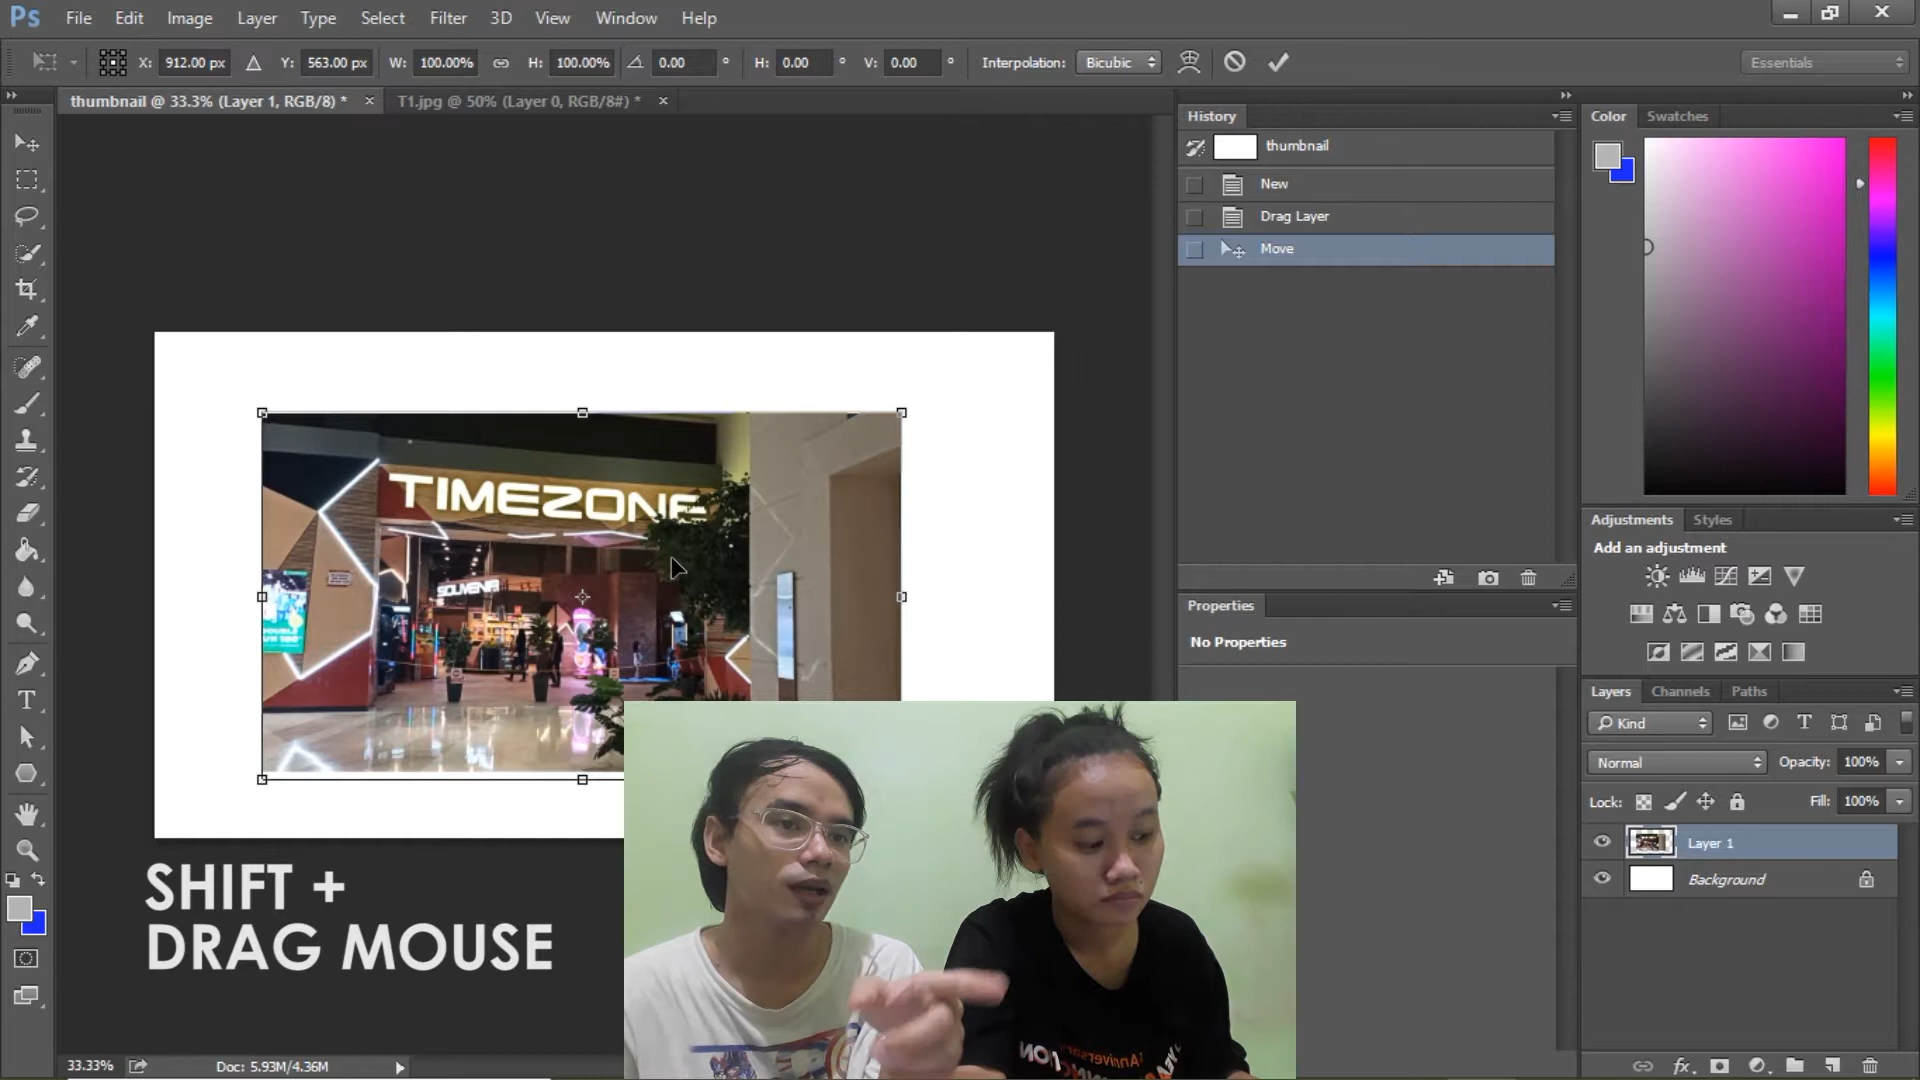 Ps File Edit Image Layer Type Select Filter 3D View Window Help
X: 912.00 px Y: 563.00 px W: 100.00% H: 100.00% 0.00 ° H: 0.00 ° V: 0.00 ° Interpolation: Bicubic Essentials
thumbnail @ 33.3% (Layer 1, RGB/8) * × T1.jpg @ 50% (Layer 0, RGB/8#) * ×
History
thumbnail
New
Drag Layer
Move
Color Swatches
TIMEZONE
SOUVENIR
Properties
No Properties
Adjustments Styles
Add an adjustment
Layers Channels Paths
Kind
Normal Opacity: 100%
Lock: Fill: 100%
Layer 1
Background
SHIFT +
DRAG MOUSE
33.33% Doc: 5.93M/4.36M